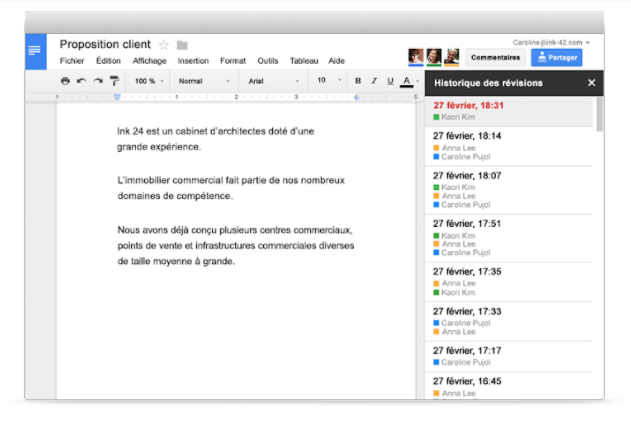 Proposition client
Caroline@ink-42.com
Fichier Édition Affichage Insertion Format Outils Tableau Aide
Commentaires
Partager
100 % Normal Arial 10 B I U A
1 1 2 3 4 5
Historique des révisions
Ink 24 est un cabinet d'architectes doté d'une
grande expérience.
L'immobilier commercial fait partie de nos nombreux
domaines de compétence.
Nous avons déjà conçu plusieurs centres commerciaux,
points de vente et infrastructures commerciales diverses
de taille moyenne à grande.
27 février, 18:31
Kaori Kim
27 février, 18:14
Anna Lee
Caroline Pujol
27 février, 18:07
Kaori Kim
Anna Lee
Caroline Pujol
27 février, 17:51
Kaori Kim
Anna Lee
Caroline Pujol
27 février, 17:35
Anna Lee
Kaori Kim
27 février, 17:33
Caroline Pujol
Anna Lee
27 février, 17:17
Caroline Pujol
27 février, 16:45
Anna Lee